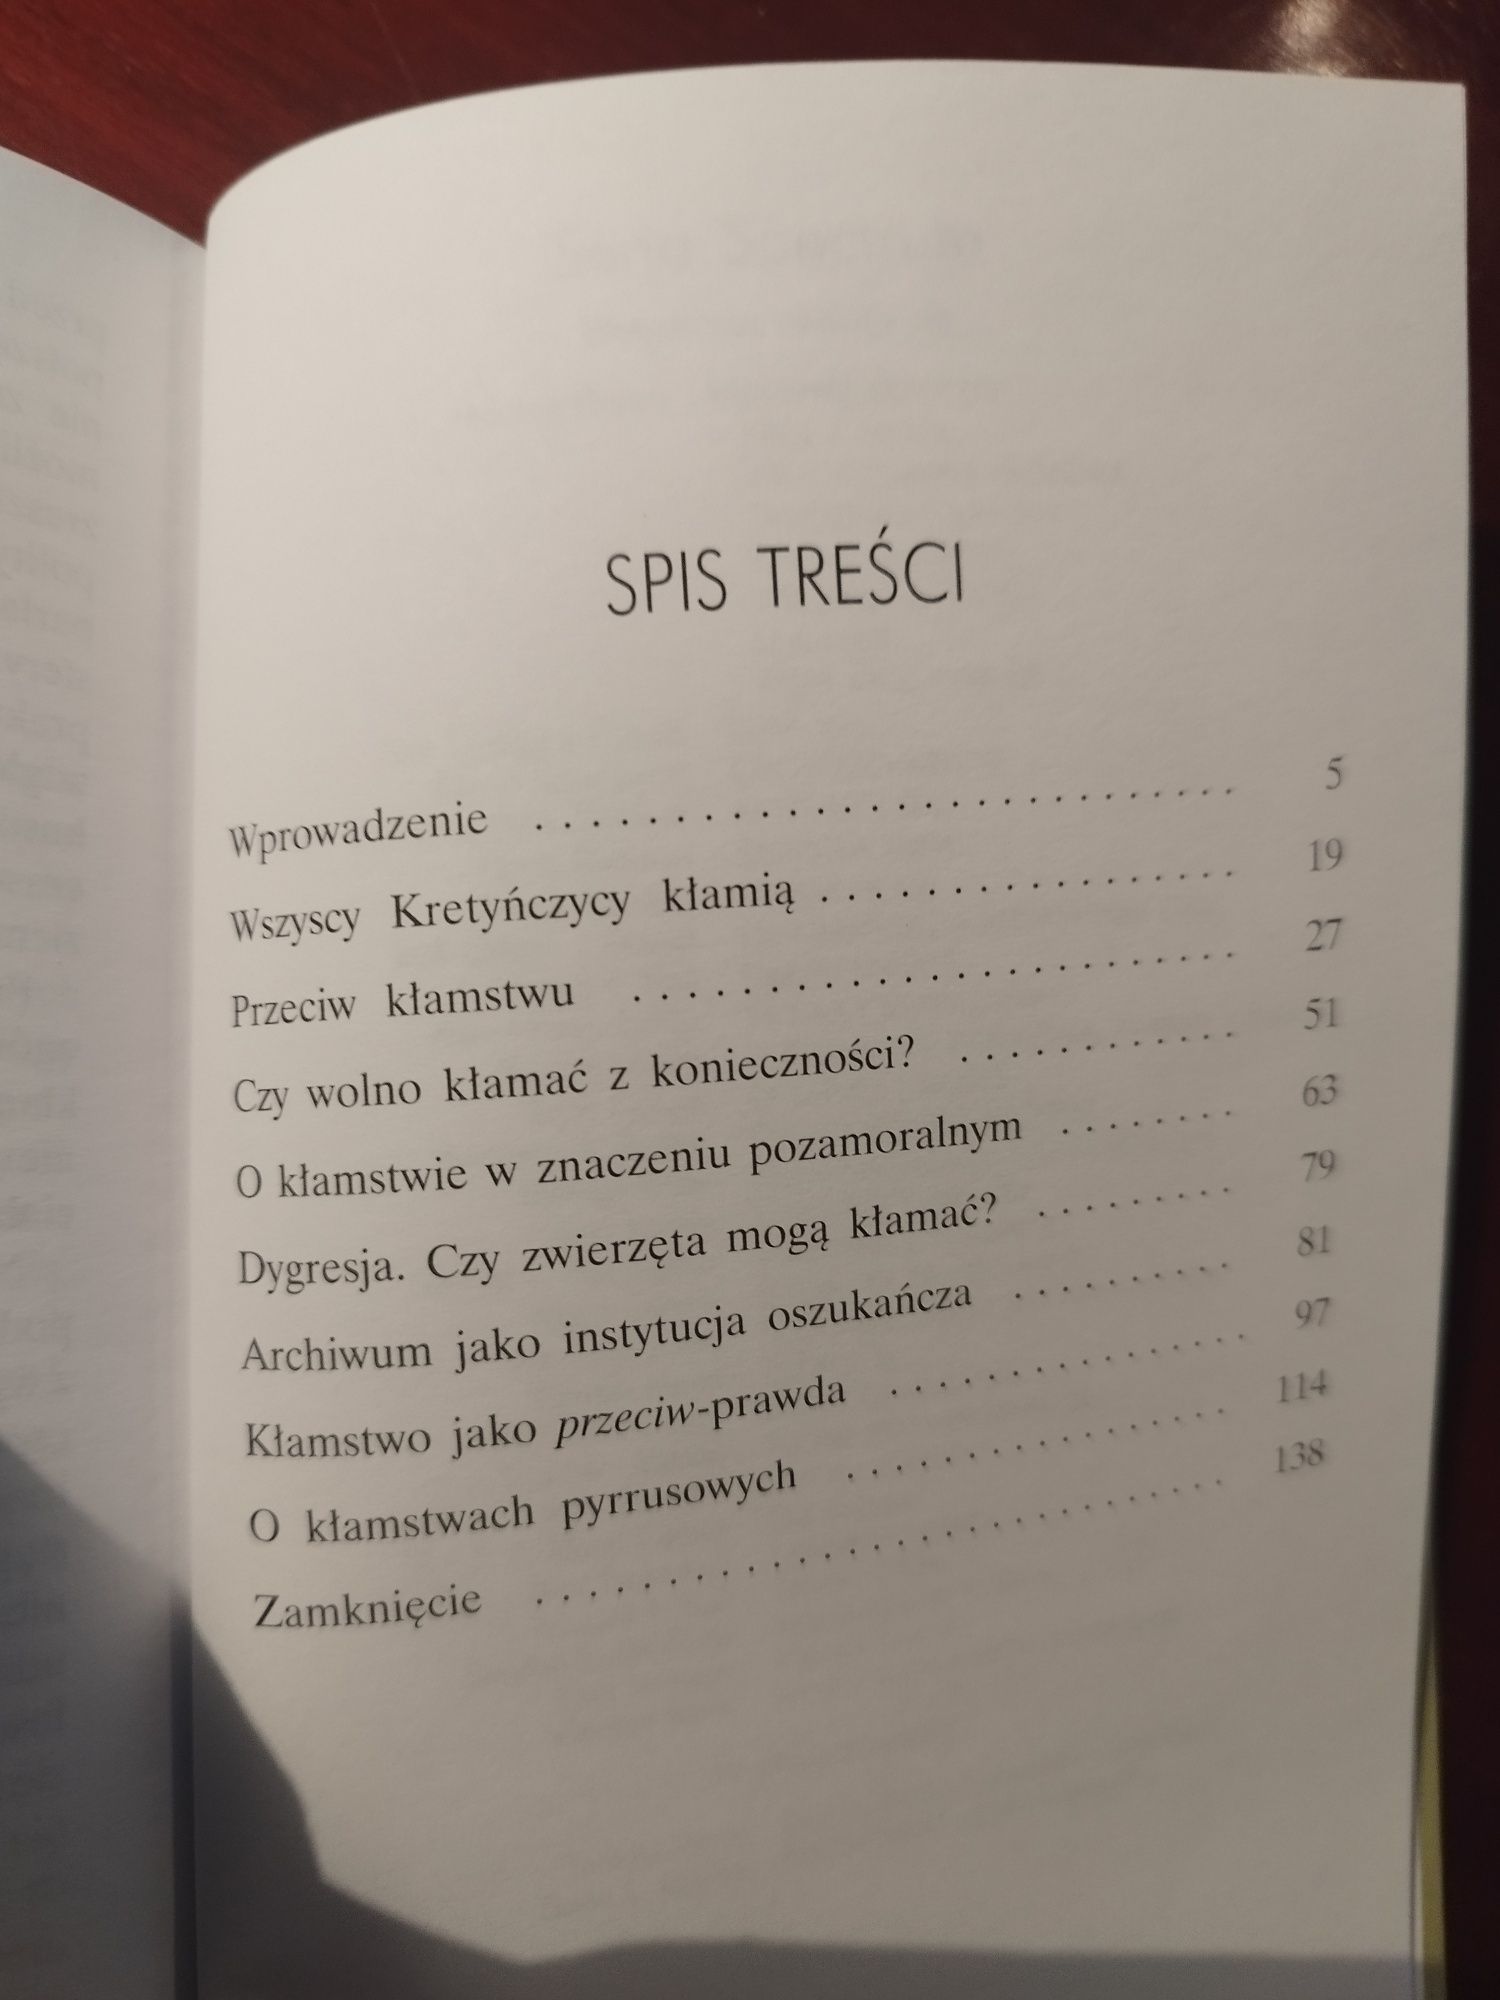 SPIS TREŚCI
Wprowadzenie . . . . . . . . . . . . . . . . . . . . . . . . . . 5
Wszyscy Kretyńczycy kłamią . . . . . . . . . . . . . . . . 19
Przeciw kłamstwu . . . . . . . . . . . . . . . . . . . . . . . 27
Czy wolno kłamać z konieczności? . . . . . . . . . . . . 51
O kłamstwie w znaczeniu pozamoralnym . . . . . . . . 63
Dygresja. Czy zwierzęta mogą kłamać? . . . . . . . . . 79
Archiwum jako instytucja oszukańcza . . . . . . . . . . 81
Kłamstwo jako przeciw-prawda . . . . . . . . . . . . . . . 97
O kłamstwach pyrrusowych . . . . . . . . . . . . . . . . 114
Zamknięcie . . . . . . . . . . . . . . . . . . . . . . . . . . . 138